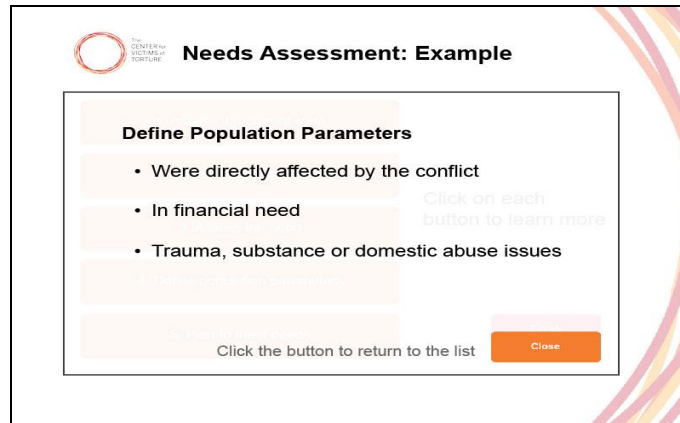 The
CENTER for
VICTIMS of
TORTURE
Needs Assessment: Example
Define Population Parameters
• Were directly affected by the conflict
• In financial need
• Trauma, substance or domestic abuse issues
Click on each
button to learn more
Click the button to return to the list
Close